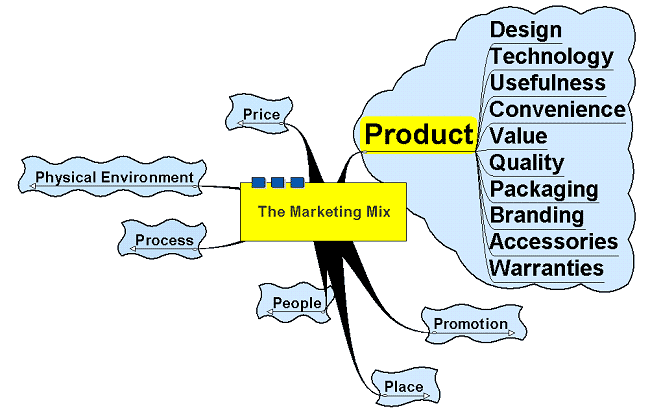 Design
Technology
Usefulness
Convenience
Value
Quality
Packaging
Branding
Accessories
Warranties
Product
Price
Physical Environment
The Marketing Mix
Process
People
Promotion
Place